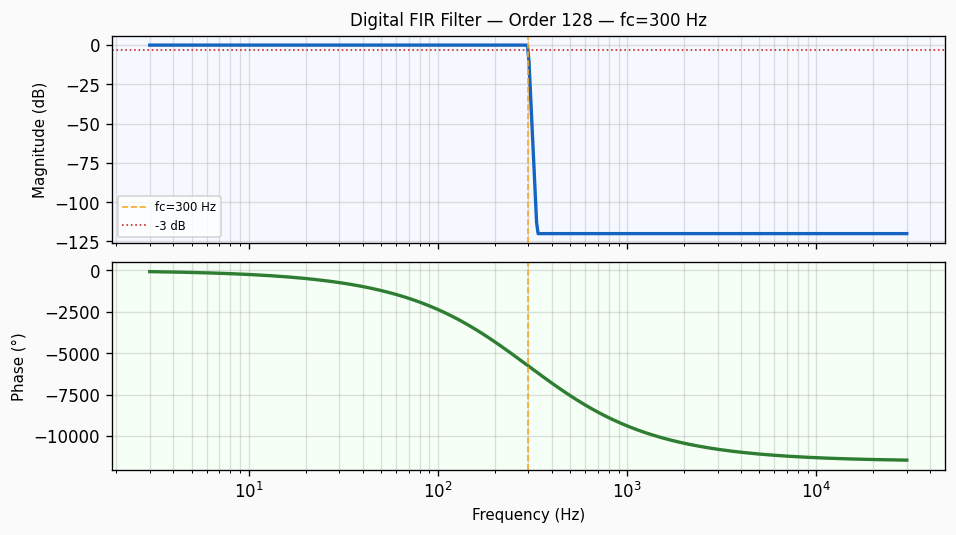 Digital FIR Filter — Order 128 — fc=300 Hz
Magnitude (dB)
0
−25
−50
−75
−100
−125
fc=300 Hz
-3 dB
Phase (°)
0
−2500
−5000
−7500
−10000
10¹
10²
10³
10⁴
Frequency (Hz)